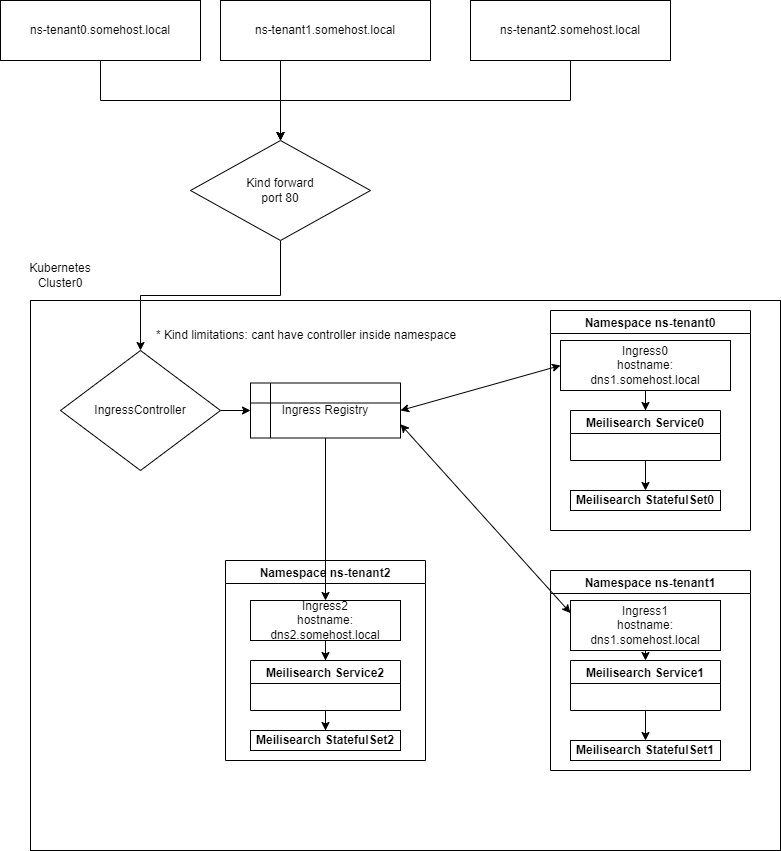 ns-tenant0.somehost.local
ns-tenant1.somehost.local
ns-tenant2.somehost.local
Kind forward
port 80
Kubernetes
Cluster0
* Kind limitations: cant have controller inside namespace
IngressController
Ingress Registry
Namespace ns-tenant0
Ingress0
hostname:
dns1.somehost.local
Meilisearch Service0
Meilisearch StatefulSet0
Namespace ns-tenant2
Ingress2
hostname:
dns2.somehost.local
Meilisearch Service2
Meilisearch StatefulSet2
Namespace ns-tenant1
Ingress1
hostname:
dns1.somehost.local
Meilisearch Service1
Meilisearch StatefulSet1